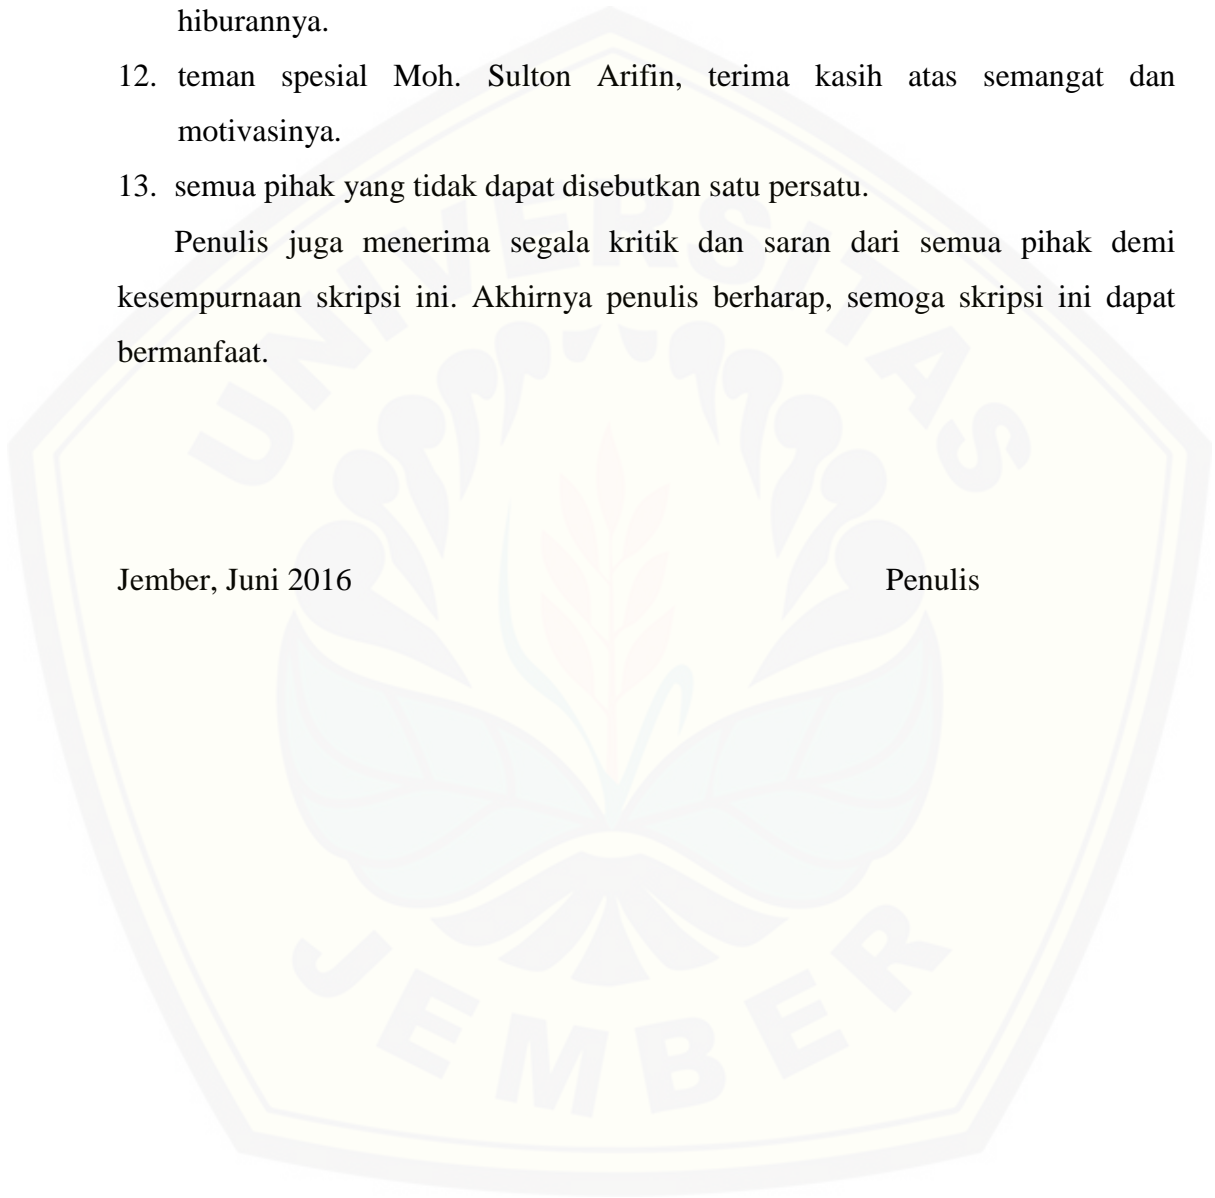 hiburannya.
12. teman spesial Moh. Sulton Arifin, terima kasih atas semangat dan
motivasinya.
13. semua pihak yang tidak dapat disebutkan satu persatu.
Penulis juga menerima segala kritik dan saran dari semua pihak demi
kesempurnaan skripsi ini. Akhirnya penulis berharap, semoga skripsi ini dapat
bermanfaat.
Jember, Juni 2016 Penulis
UNIVERSITAS
JEMBER